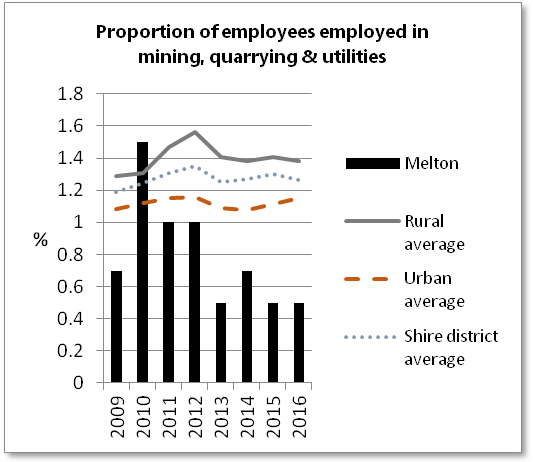 Proportion of employees employed in
mining, quarrying & utilities
1.8
1.6
1.4
1.2
1
0.8
0.6
0.4
0.2
0
%
2009
2010
2011
2012
2013
2014
2015
2016
Melton
Rural
average
Urban
average
Shire district
average